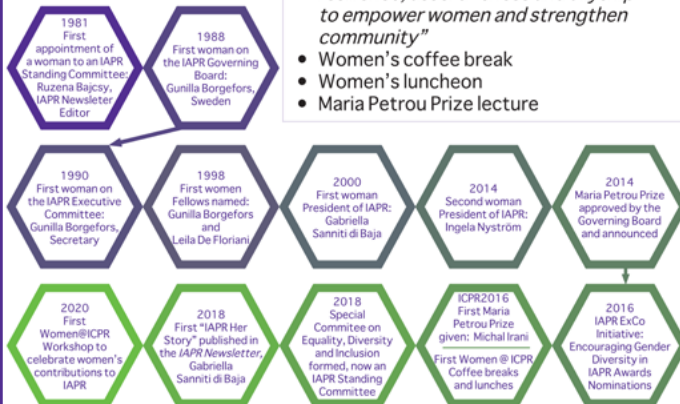 to empower women and strengthen
community”
• Women’s coffee break
• Women’s luncheon
• Maria Petrou Prize lecture
1981
First
appointment of
a woman to an IAPR
Standing Committee:
Ruzena Bajcsy,
IAPR Newsleter
Editor
1988
First woman on
the IAPR Governing
Board:
Gunilla Borgefors,
Sweden
1990
First woman on
the IAPR Executive
Committee:
Gunilla Borgefors,
Secretary
1998
First women
Fellows named:
Gunilla Borgefors
and
Leila De Floriani
2000
First woman
President of IAPR:
Gabriella
Sanniti di Baja
2014
Second woman
President of IAPR:
Ingela Nyström
2014
Maria Petrou Prize
approved by the
Governing Board
and announced
2020
First
Women@ICPR
Workshop to
celebrate women’s
contributions to
IAPR
2018
First “IAPR Her
Story” published in
the IAPR Newsletter,
Gabriella
Sanniti di Baja
2018
Special
Commitee on
Equality, Diversity
and Inclusion
formed, now an
IAPR Standing
Committee
ICPR2016
First Maria
Petrou Prize
given: Michal Irani
First Women @ ICPR
Coffee breaks
and lunches
2016
IAPR ExCo
Initiative:
Encouraging Gender
Diversity in
IAPR Awards
Nominations